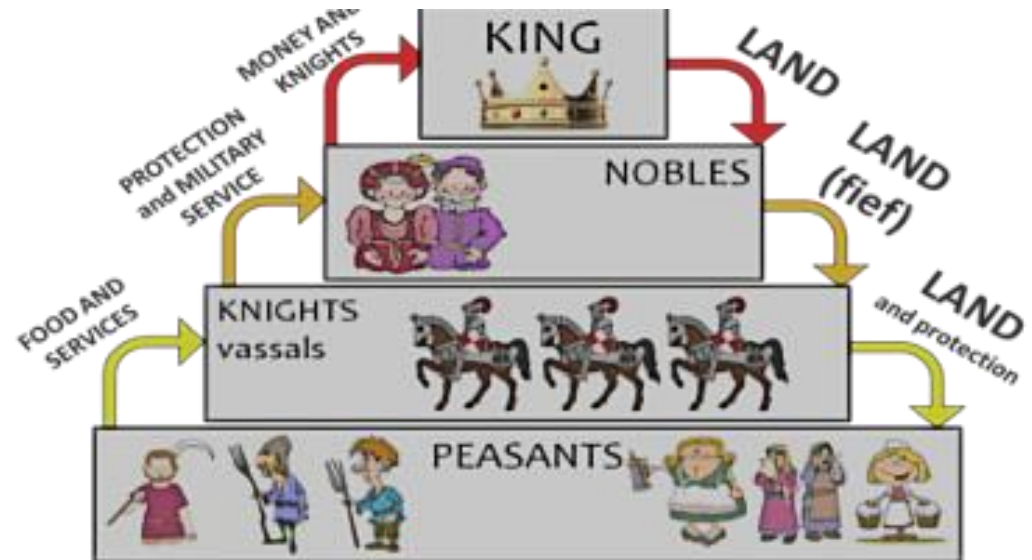 MONEY AND
KNIGHTS
KING
LAND
PROTECTION
and MILITARY
SERVICE
NOBLES
LAND
(fief)
FOOD AND
SERVICES
KNIGHTS
vassals
LAND
and protection
PEASANTS